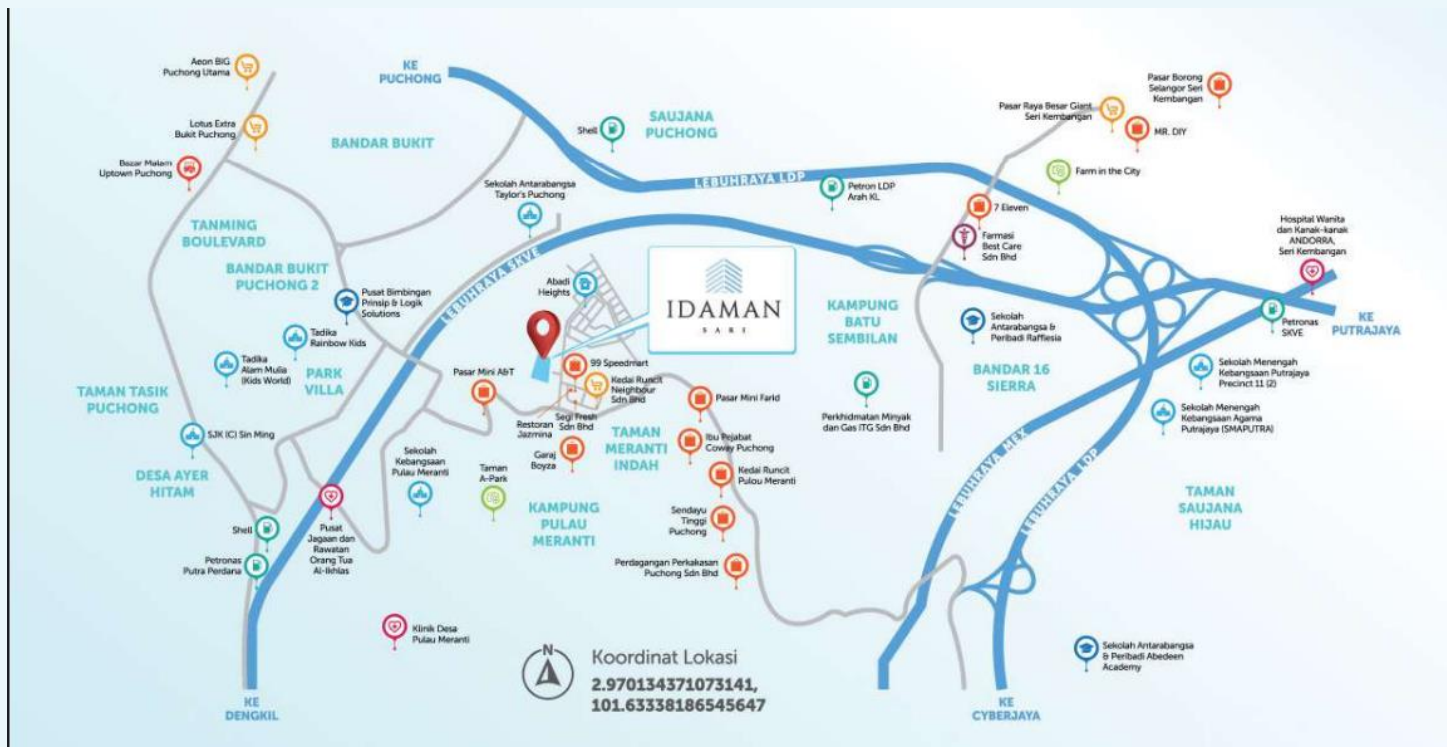 Aeon BIG
Puchong Utama
KE
PUCHONG
Lotus Extra
Bukit Puchong
BANDAR BUKIT
Shell
SAUJANA
PUCHONG
Pasar Raya Besar Giant
Seri Kembangan
Pasar Borong
Selangor Seri
Kembangan
MR. DIY
Bazar Malam
Uptown Puchong
Sekolah Antarabangsa
Taylor's Puchong
LEBUHRAYA LDP
Petron LDP
Arah KL
Farm in the City
7 Eleven
Farmasi
Best Care
Sdn Bhd
Hospital Wanita
dan Kanak-kanak
ANDORRA,
Seri Kembangan
TANMING
BOULEVARD
BANDAR BUKIT
PUCHONG 2
LEBUHRAYA SKVE
Abadi
Heights
IDAMAN
SARI
Pusat Bimbingan
Prinsip & Logik
Solutions
Tadika
Rainbow Kids
Tadika
Alam Mulia
(Kids World)
PARK
VILLA
KAMPUNG
BATU
SEMBILAN
Sekolah
Antarabangsa &
Peribadi Rafflesia
Petronas
SKVE
KE
PUTRAJAYA
TAMAN TASIK
PUCHONG
Pasar Mini A&T
99 Speedmart
Kedai Runcit
Neighbour
Sdn Bhd
Restoran
Jazmina
Segi Fresh
Sdn Bhd
Garaj
Boyza
TAMAN
MERANTI
INDAH
Pasar Mini Farid
Perkhidmatan Minyak
dan Gas ITG Sdn Bhd
BANDAR 16
SIERRA
Sekolah Menengah
Kebangsaan Putrajaya
Precinct 11 (2)
Sekolah Menengah
Kebangsaan Agama
Putrajaya (SMAPUTRA)
SJK (C) Sin Ming
DESA AYER
HITAM
Sekolah
Kebangsaan
Pulau Meranti
Taman
A-Park
Ibu Pejabat
Coway Puchong
Kedai Runcit
Pulou Meranti
LEBUHRAYA MEX
LEBUHRAYA LDP
TAMAN
SAUJANA
HIJAU
KAMPUNG
PULAU
MERANTI
Sendayu
Tinggi
Puchong
Shell
Petronas
Putra Perdana
Pusat
Jagaan dan
Rawatan
Orang Tua
Al-Ikhlas
Perdagangan Perkakasan
Puchong Sdn Bhd
Klinik Desa
Pulau Meranti
N
Koordinat Lokasi
2.970134371073141,
101.63338186545647
Sekolah Antarabangsa
& Peribadi Abedeen
Academy
KE
DENGKIL
KE
CYBERJAYA